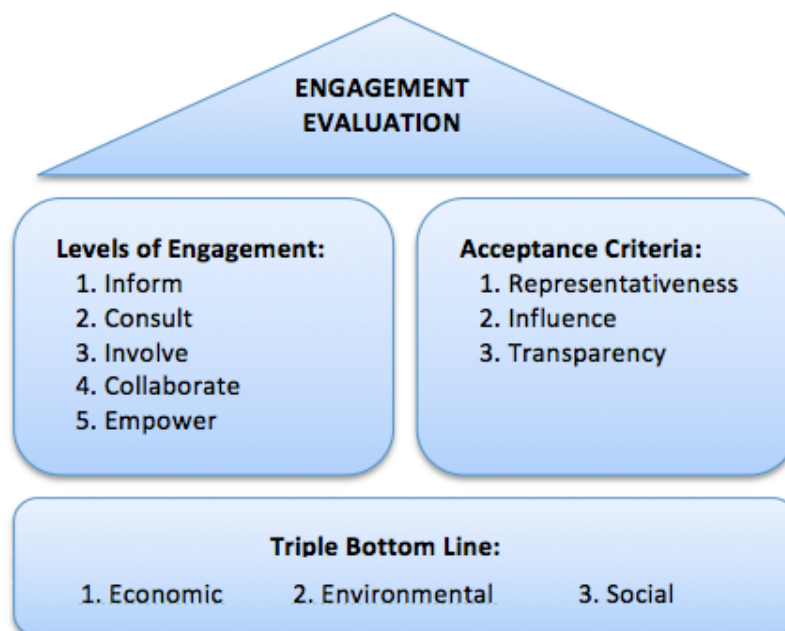 ENGAGEMENT
EVALUATION
Levels of Engagement:
1. Inform
2. Consult
3. Involve
4. Collaborate
5. Empower
Acceptance Criteria:
1. Representativeness
2. Influence
3. Transparency
Triple Bottom Line:
1. Economic 2. Environmental 3. Social